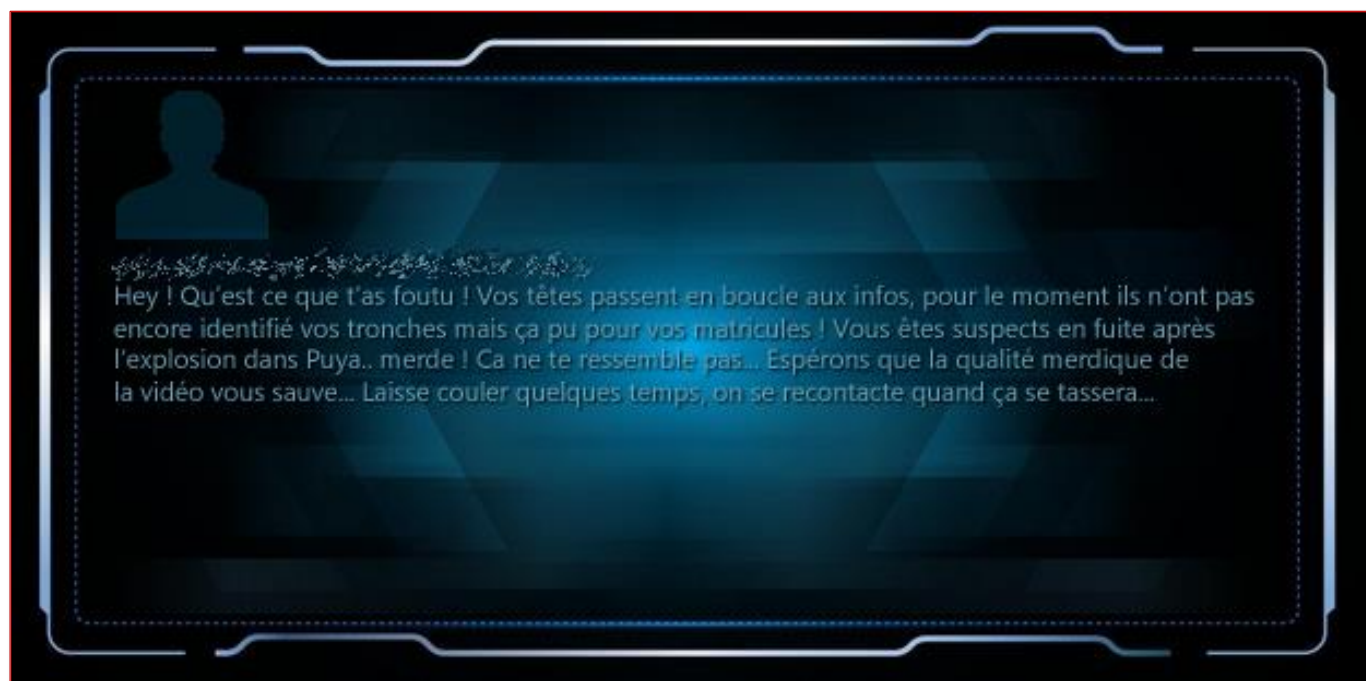 Hey ! Qu'est ce que t'as foutu ! Vos têtes passent en boucle aux infos, pour le moment ils n'ont pas
encore identifié vos tronches mais ça pu pour vos matricules ! Vous êtes suspects en fuite après
l'explosion dans Puya.. merde ! Ca ne te ressemble pas... Espérons que la qualité merdique de
la vidéo vous sauve... Laisse couler quelques temps, on se recontacte quand ça se tassera...